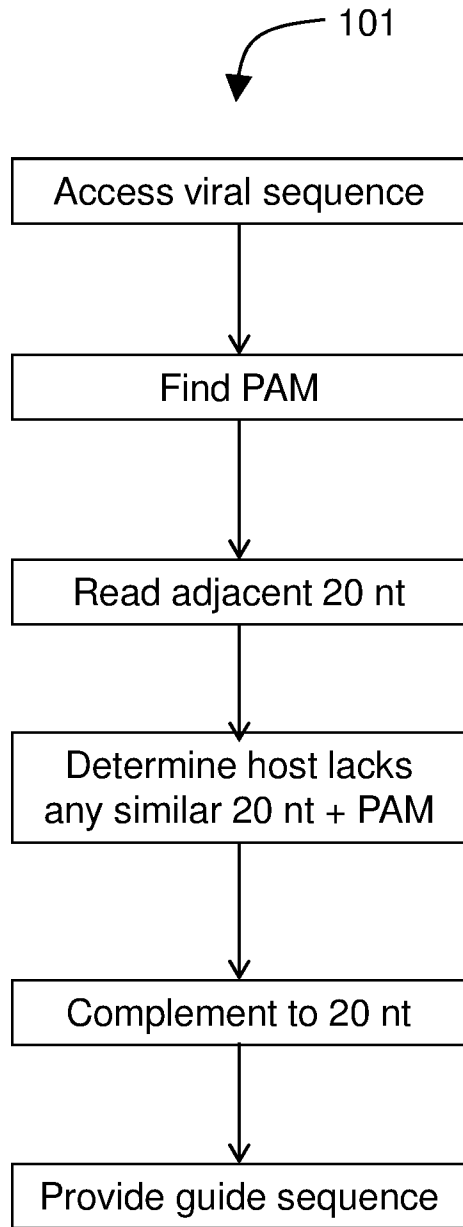 101
Access viral sequence
Find PAM
Read adjacent 20 nt
Determine host lacks
any similar 20 nt + PAM
Complement to 20 nt
Provide guide sequence